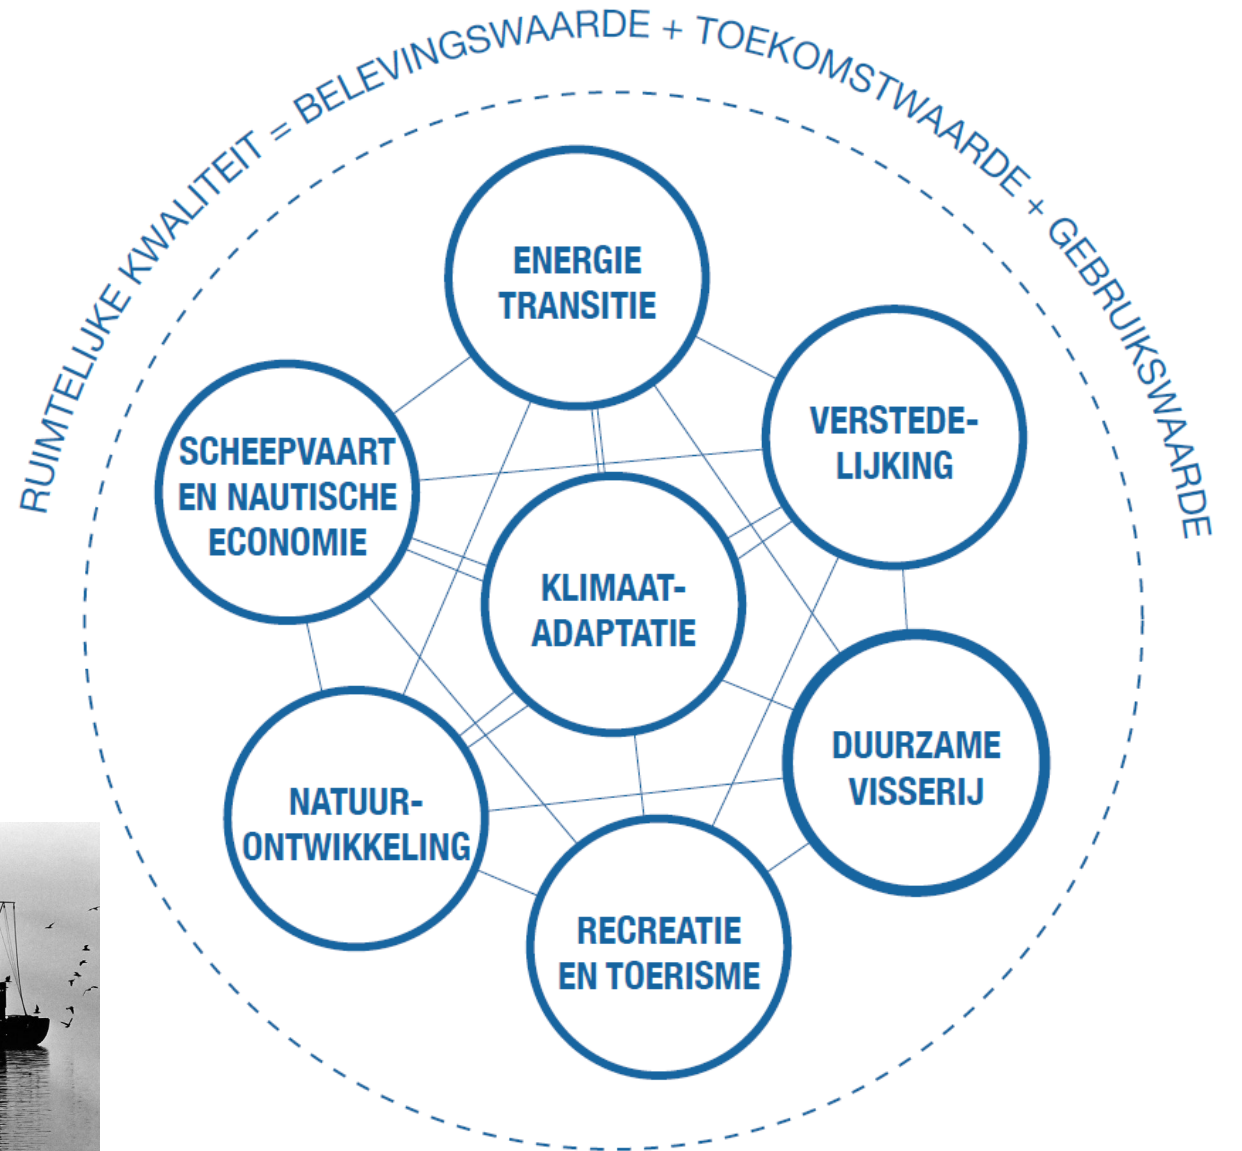 RUIMTELIJKE KWALITEIT = BELEVINGSWAARDE + TOEKOMSTWAARDE + GEBRUIKSWAARDE
ENERGIE
TRANSITIE
VERSTEDE-
LIJKING
SCHEEPVAART
EN NAUTISCHE
ECONOMIE
KLIMAAT-
ADAPTATIE
DUURZAME
VISSERIJ
NATUUR-
ONTWIKKELING
RECREATIE
EN TOERISME